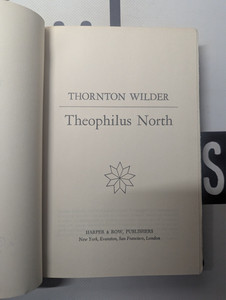 THORNTON WILDER
Theophilus North
HARPER & ROW, PUBLISHERS
New York, Evanston, San Francisco, London
S